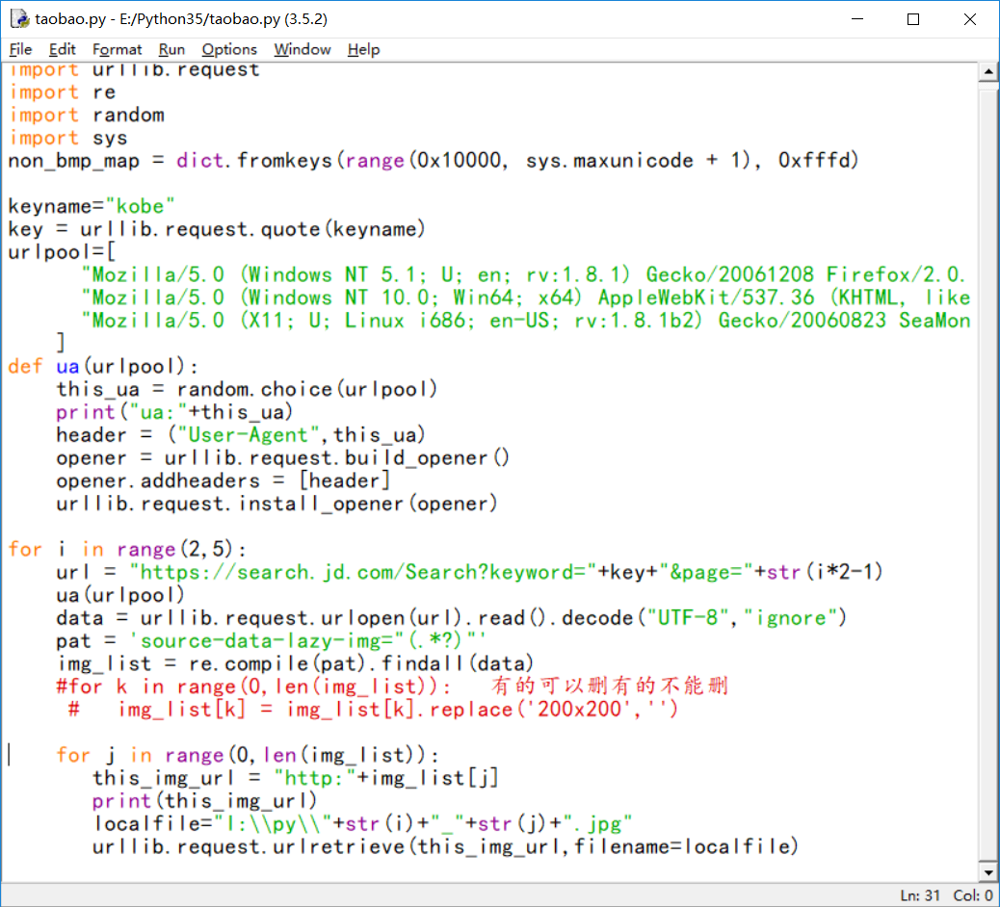 taobao.py - E:/Python35/taobao.py (3.5.2)
File Edit Format Run Options Window Help
import urllib.request
import re
import random
import sys
non_bmp_map = dict.fromkeys(range(0x10000, sys.maxunicode + 1), 0xfffd)
keyname="kobe"
key = urllib.request.quote(keyname)
urlpool=[
"Mozilla/5.0 (Windows NT 5.1; U; en; rv:1.8.1) Gecko/20061208 Firefox/2.0.
"Mozilla/5.0 (Windows NT 10.0; Win64; x64) AppleWebKit/537.36 (KHTML, like
"Mozilla/5.0 (X11; U; Linux i686; en-US; rv:1.8.1b2) Gecko/20060823 SeaMon
]
def ua(urlpool):
this_ua = random.choice(urlpool)
print("ua:"+this_ua)
header = ("User-Agent",this_ua)
opener = urllib.request.build_opener()
opener.addheaders = [header]
urllib.request.install_opener(opener)
for i in range(2,5):
url = "https://search.jd.com/Search?keyword="+key+"&page="+str(i*2-1)
ua(urlpool)
data = urllib.request.urlopen(url).read().decode("UTF-8","ignore")
pat = 'source-data-lazy-img="(.*?)"'
img_list = re.compile(pat).findall(data)
#for k in range(0,len(img_list)):   有的可以删有的不能删
#   img_list[k] = img_list[k].replace('200x200','')
for j in range(0,len(img_list)):
this_img_url = "http:"+img_list[j]
print(this_img_url)
localfile="I:\\py\\"+str(i)+"_"+str(j)+".jpg"
urllib.request.urlretrieve(this_img_url,filename=localfile)
Ln: 31 Col: 0